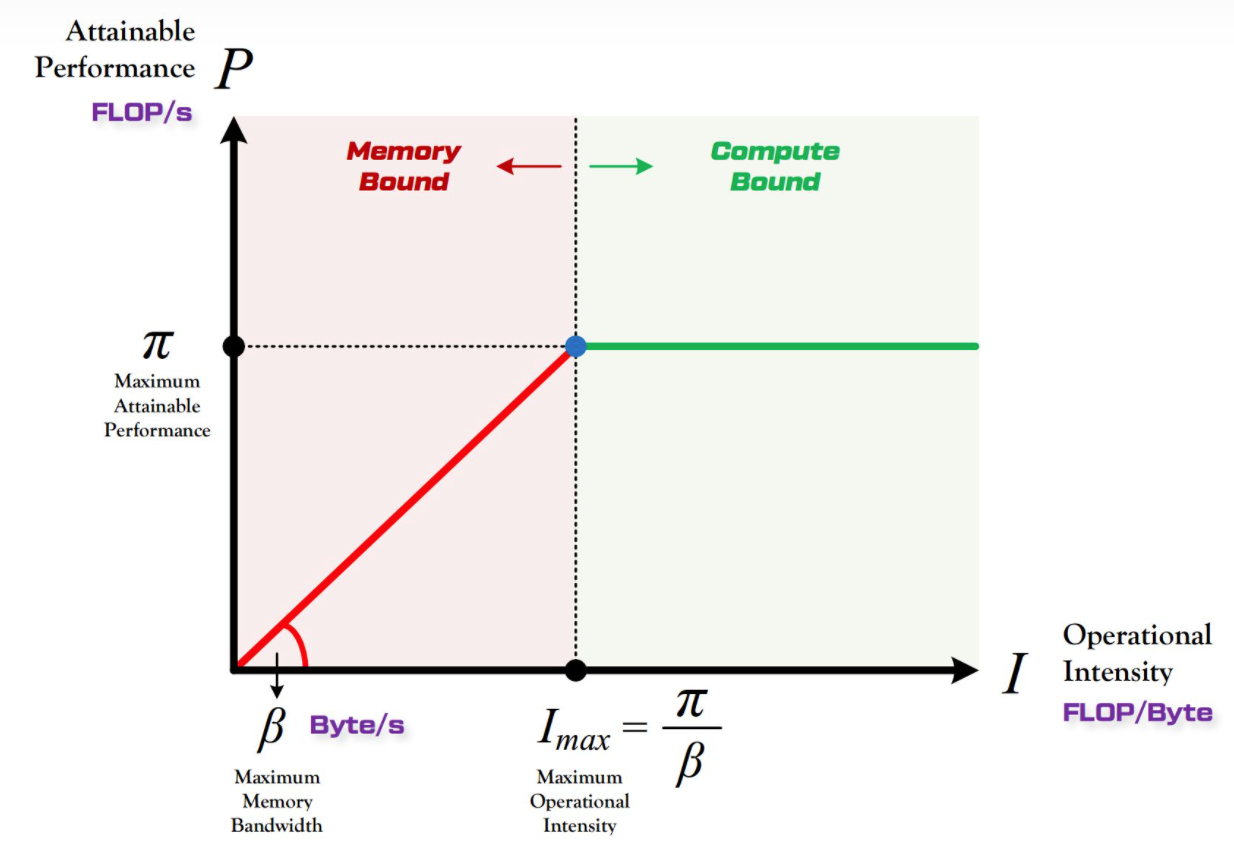 Attainable
Performance P
FLOP/s
Memory
Bound
Compute
Bound
π
Maximum
Attainable
Performance
Operational
Intensity
I
FLOP/Byte
β Byte/s
Maximum
Memory
Bandwidth
I_max = π/β
Maximum
Operational
Intensity